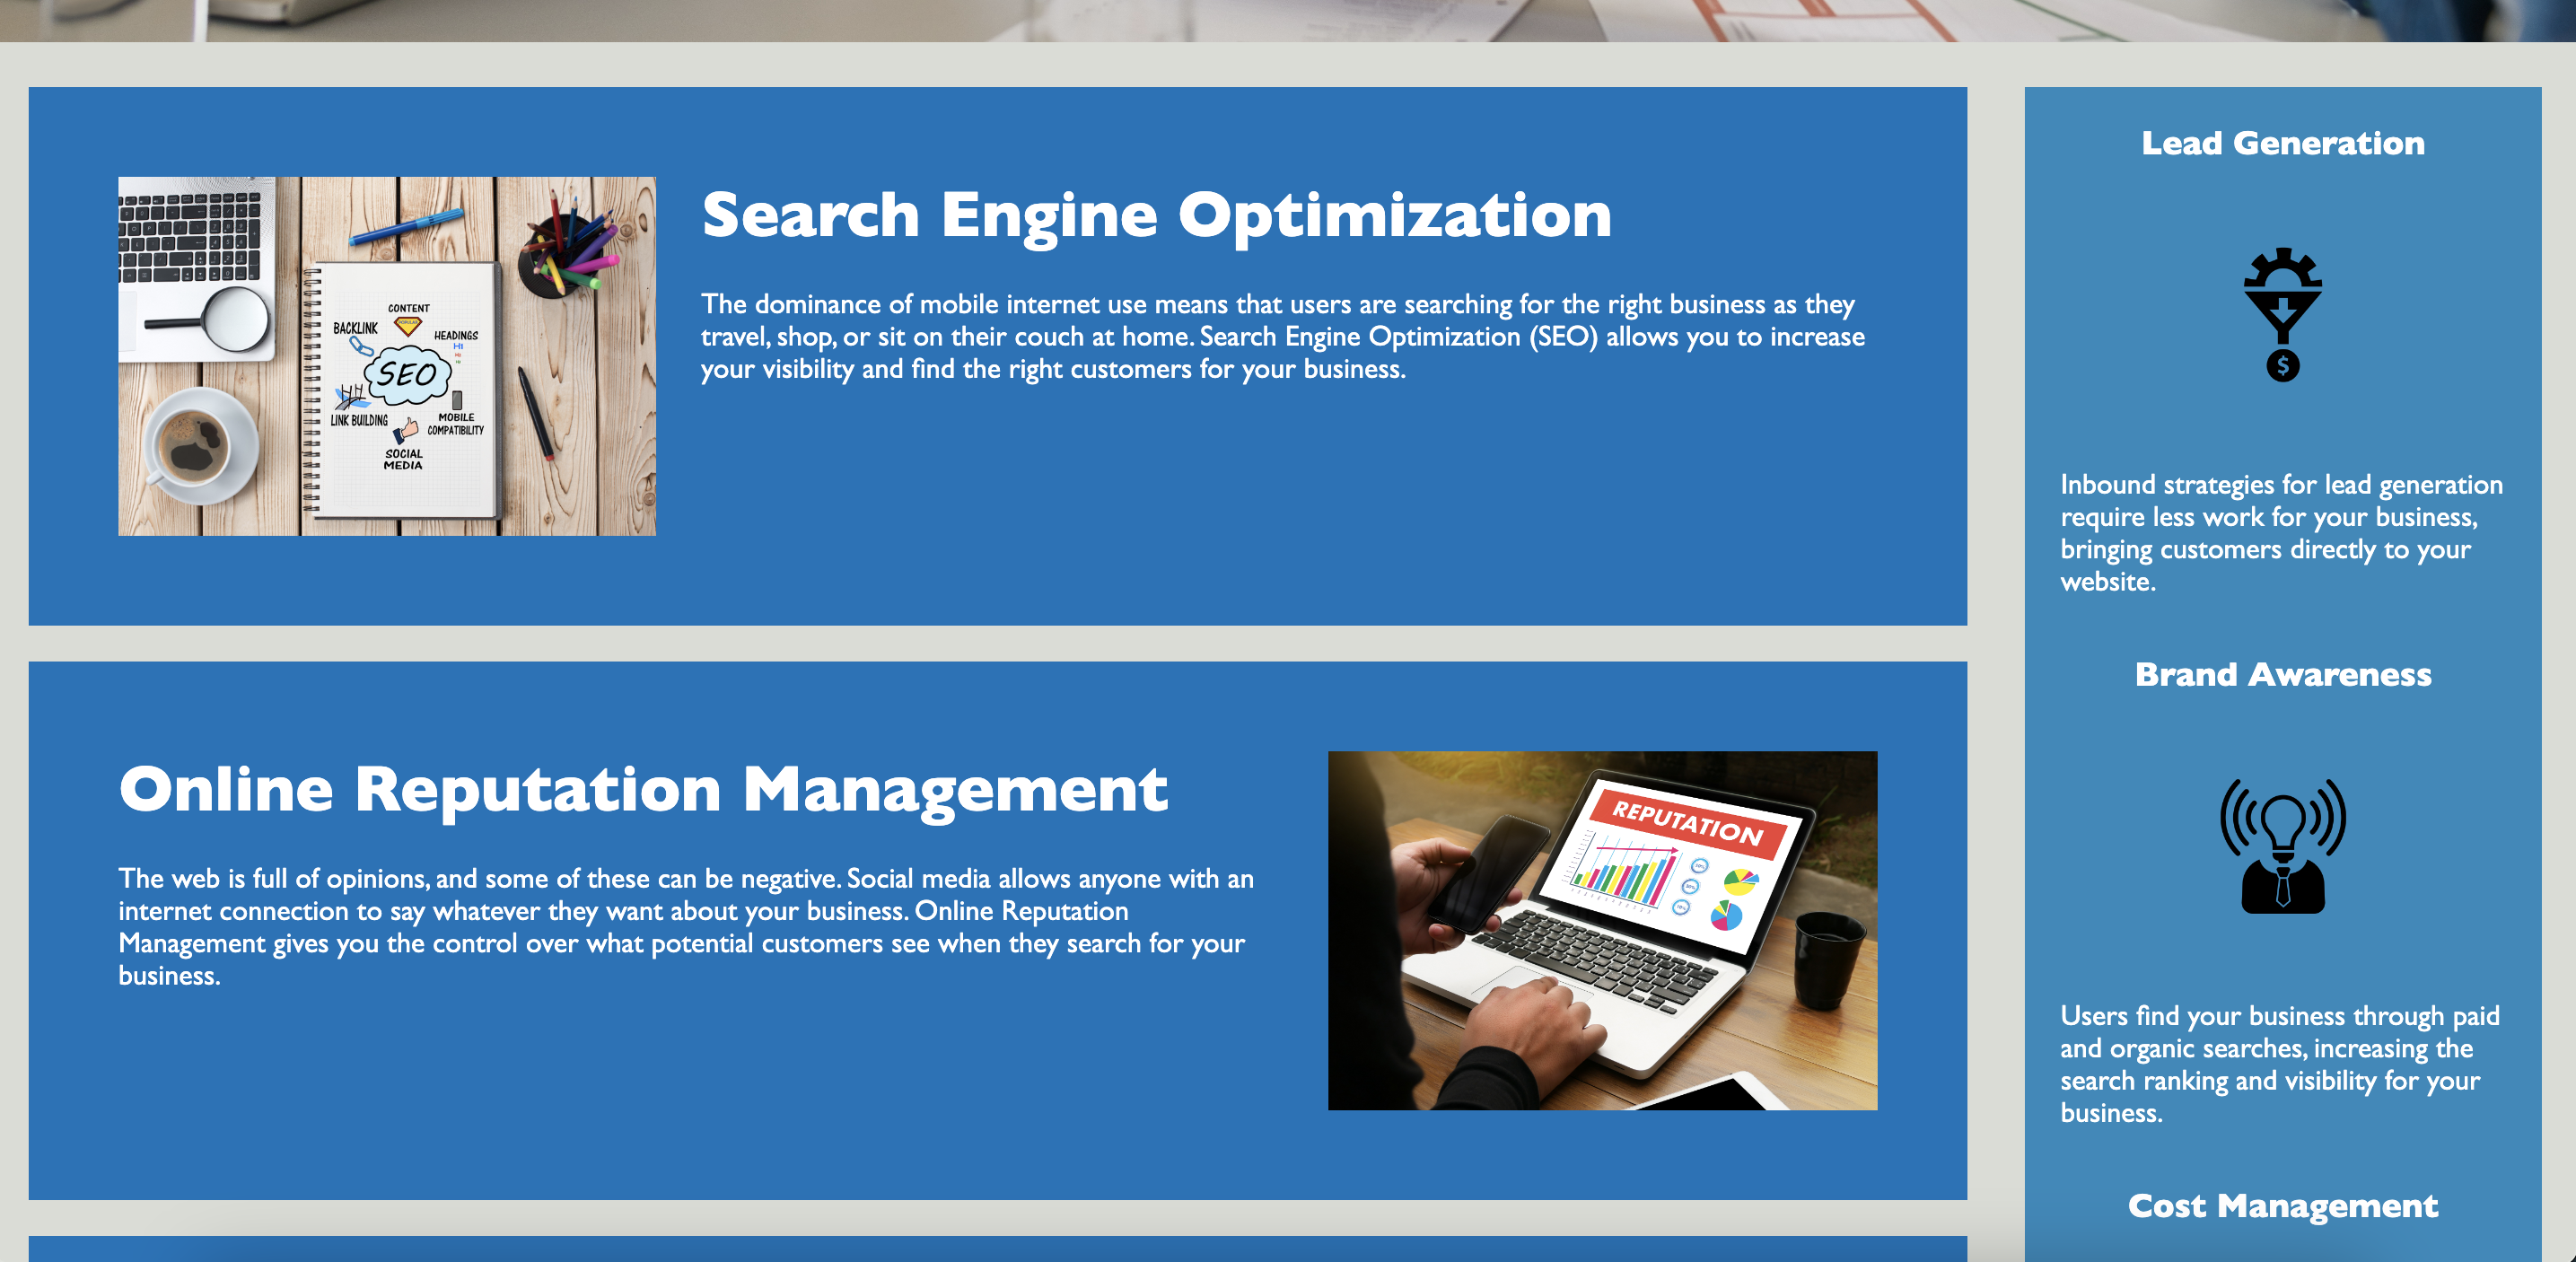 Search Engine Optimization
The dominance of mobile internet use means that users are searching for the right business as they
travel, shop, or sit on their couch at home. Search Engine Optimization (SEO) allows you to increase
your visibility and find the right customers for your business.
CONTENT
BACKLINK
HEADINGS
H1
SEO
LINK BUILDING
MOBILE
COMPATIBILITY
SOCIAL
MEDIA
Online Reputation Management
The web is full of opinions, and some of these can be negative. Social media allows anyone with an
internet connection to say whatever they want about your business. Online Reputation
Management gives you the control over what potential customers see when they search for your
business.
REPUTATION
Lead Generation
$
Inbound strategies for lead generation
require less work for your business,
bringing customers directly to your
website.
Brand Awareness
Users find your business through paid
and organic searches, increasing the
search ranking and visibility for your
business.
Cost Management